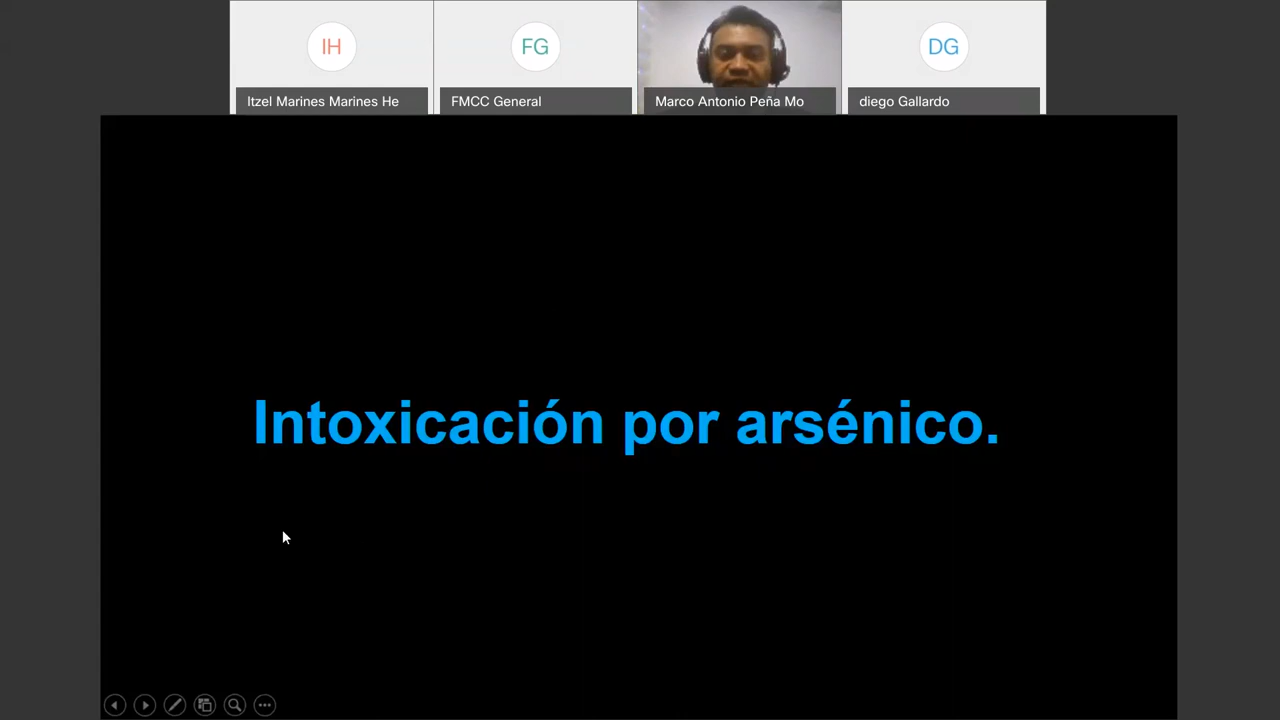 IH
FG
DG
Itzel Marines Marines He
FMCC General
Marco Antonio Peña Mo
diego Gallardo
Intoxicación por arsénico.